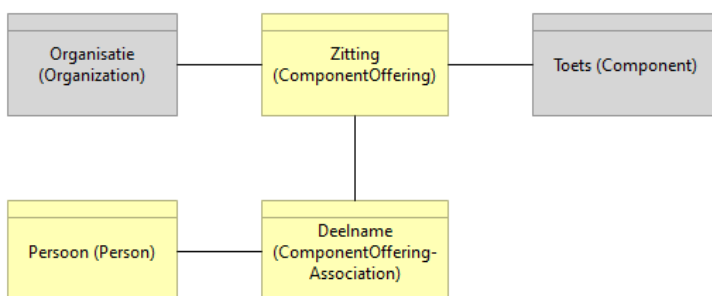 Organisatie
(Organization)
Zitting
(ComponentOffering)
Toets (Component)
Persoon (Person)
Deelname
(ComponentOffering-
Association)